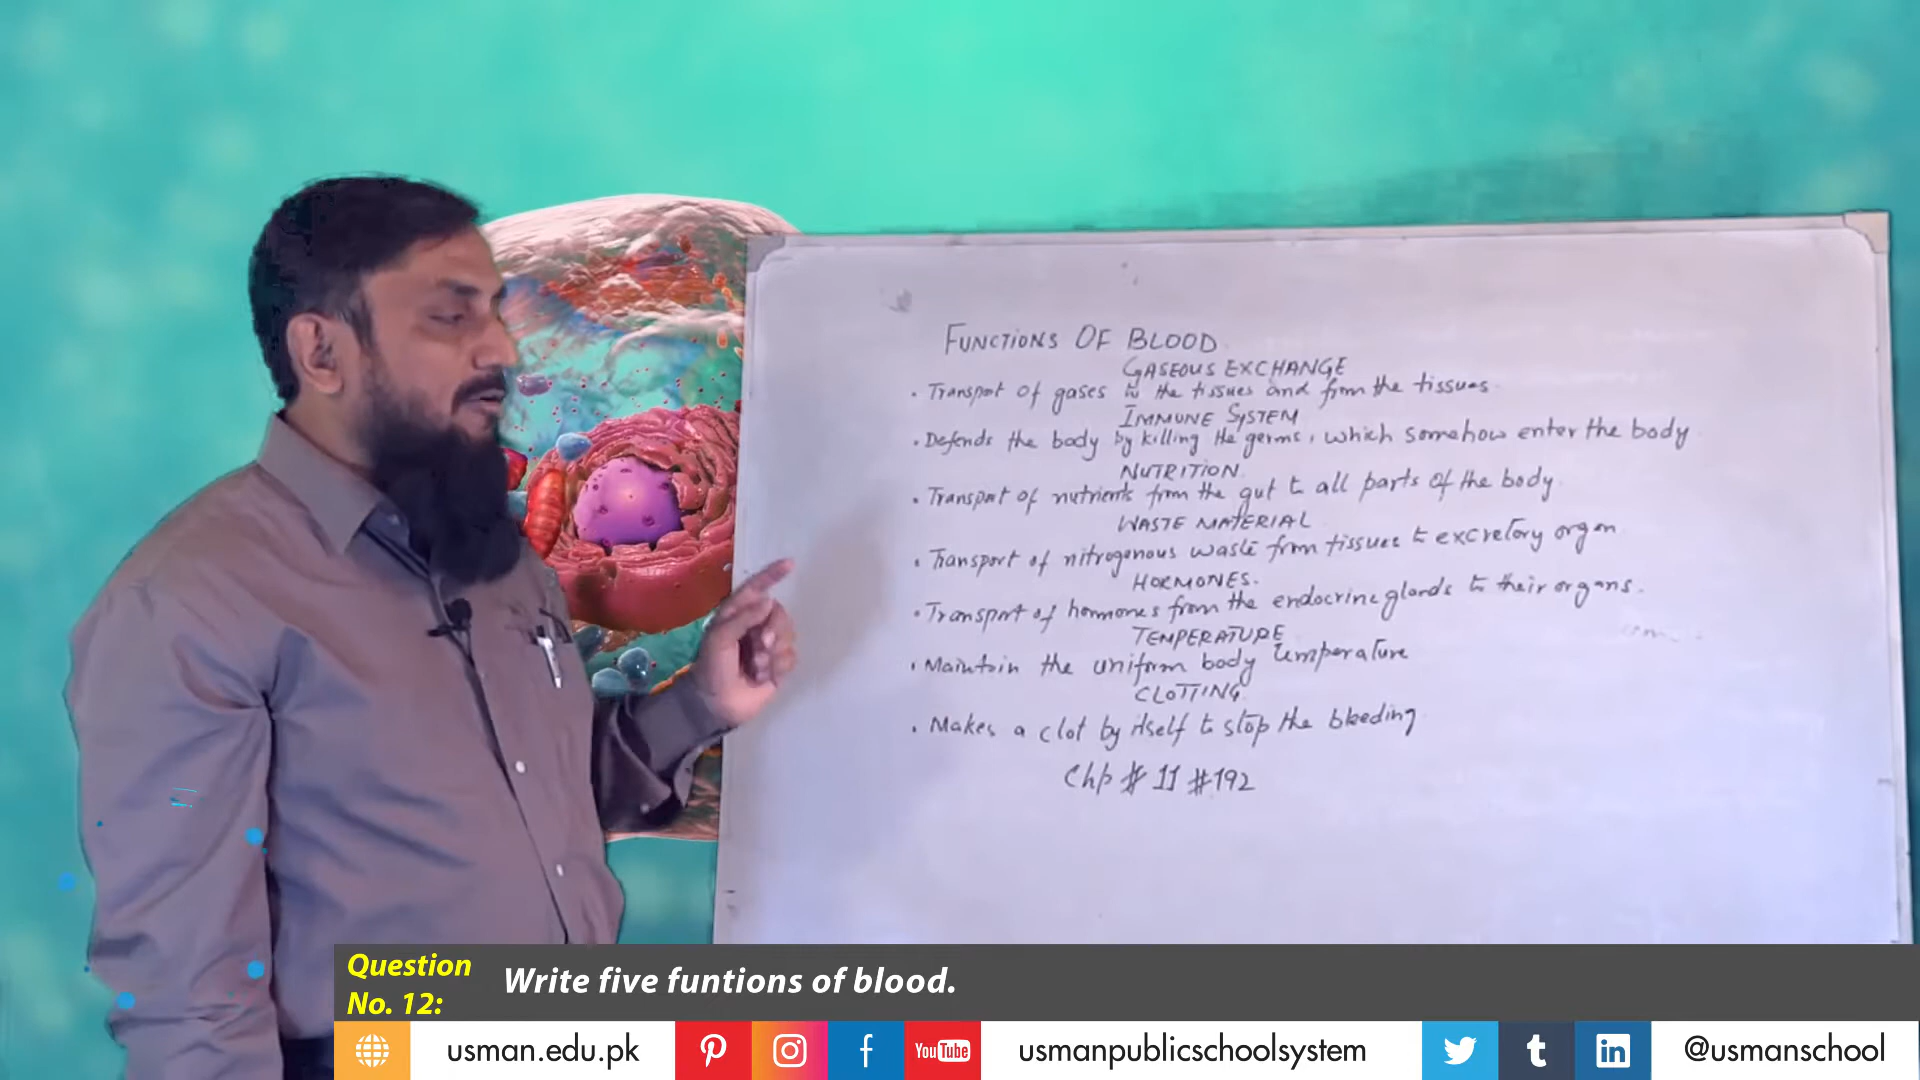 FUNCTIONS OF BLOOD
GASEOUS EXCHANGE
• Transport of gases to the tissues and from the tissues
IMMUNE SYSTEM
• Defends the body by killing the germs, which somehow enter the body
NUTRITION.
• Transport of nutrients from the gut to all parts of the body.
WASTE MATERIAL
• Transport of nitrogenous waste from tissues to excretory organ.
HORMONES.
• Transport of hormones from the endocrine glands to their organs.
TEMPERATURE
• Maintain the uniform body temperature
CLOTTING.
• Makes a clot by itself to stop the bleeding
Chp # 11 #192
Question No. 12:
Write five funtions of blood.
usman.edu.pk
YouTube
usmanpublicschoolsystem
@usmanschool